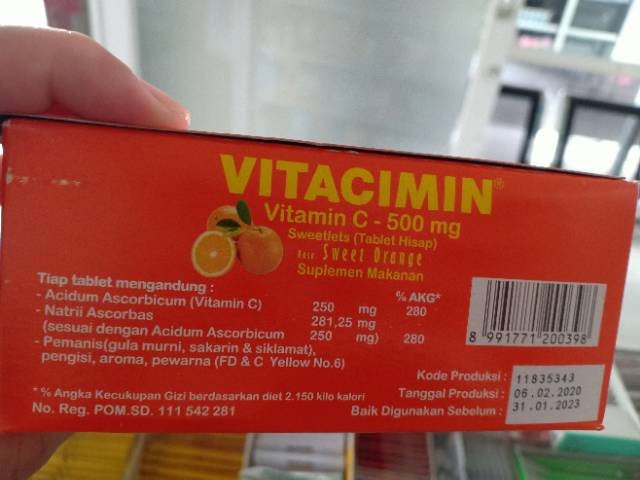 VITACIMIN®
Vitamin C - 500 mg
Sweetlets (Tablet Hisap)
Rasa Sweet Orange
Suplemen Makanan
Tiap tablet mengandung :
% AKG*
- Acidum Ascorbicum (Vitamin C) 250 mg 280
- Natrii Ascorbas 281,25 mg
(sesuai dengan Acidum Ascorbicum 250 mg) 280
- Pemanis(gula murni, sakarin & siklamat),
pengisi, aroma, pewarna (FD & C Yellow No.6)
* % Angka Kecukupan Gizi berdasarkan diet 2.150 kilo kalori
No. Reg. POM.SD. 111 542 281
8 991771 200398
Kode Produksi : 11835343
Tanggal Produksi : 06.02.2020
Baik Digunakan Sebelum : 31.01.2023